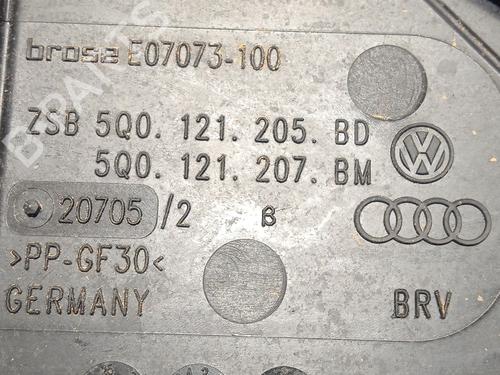 brose E07073-100
ZSB 5Q0. 121. 205. BD
5Q0. 121. 207. BM
20705/2 B
>PP-GF30<
GERMANY BRV